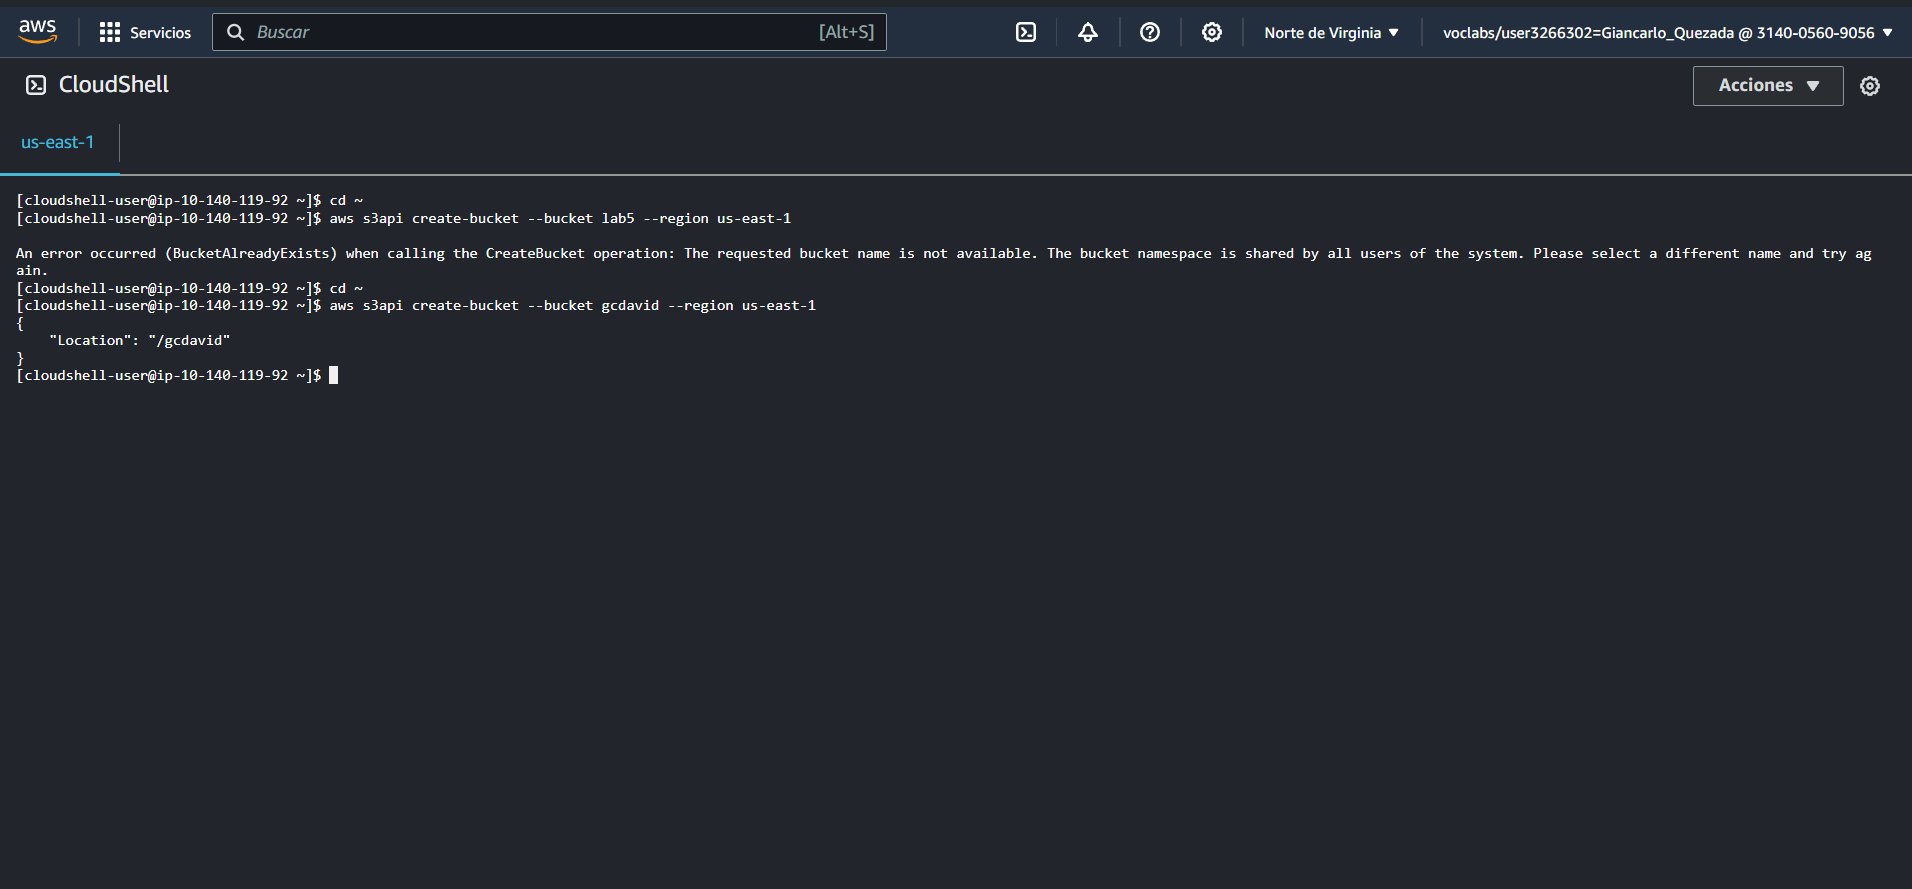 aws
Servicios
Buscar
[Alt+S]
Norte de Virginia
voclabs/user3266302=Giancarlo_Quezada @ 3140-0560-9056
CloudShell
Acciones
us-east-1
[cloudshell-user@ip-10-140-119-92 ~]$ cd ~
[cloudshell-user@ip-10-140-119-92 ~]$ aws s3api create-bucket --bucket lab5 --region us-east-1
An error occurred (BucketAlreadyExists) when calling the CreateBucket operation: The requested bucket name is not available. The bucket namespace is shared by all users of the system. Please select a different name and try ag
ain.
[cloudshell-user@ip-10-140-119-92 ~]$ cd ~
[cloudshell-user@ip-10-140-119-92 ~]$ aws s3api create-bucket --bucket gcdavid --region us-east-1
{
    "Location": "/gcdavid"
}
[cloudshell-user@ip-10-140-119-92 ~]$